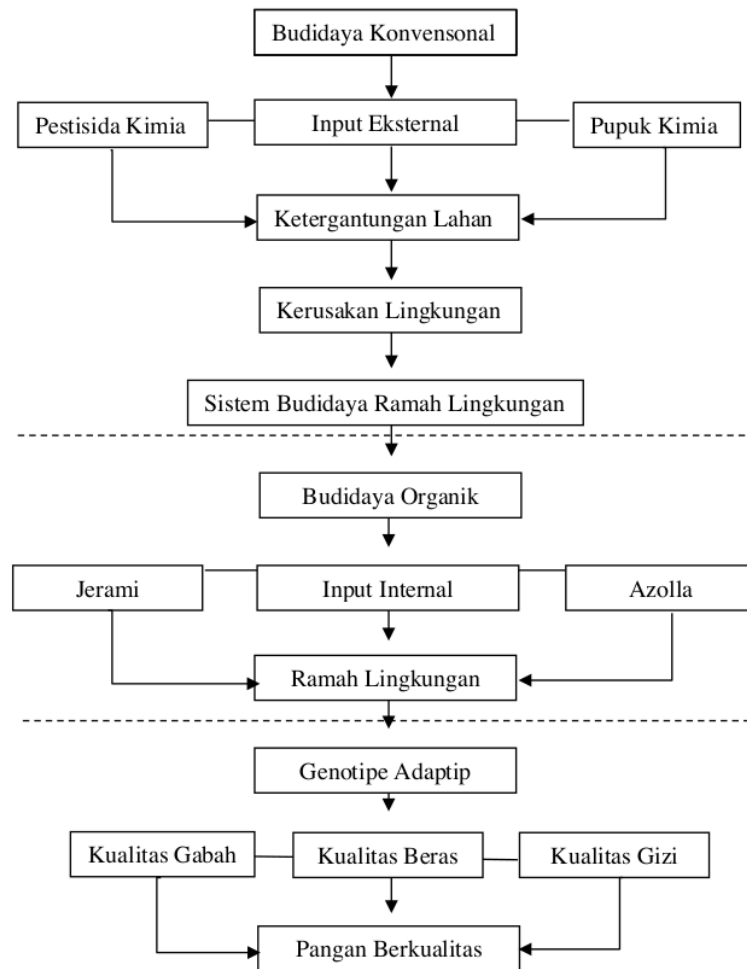 Budidaya Konvensonal
Pestisida Kimia
Input Eksternal
Pupuk Kimia
Ketergantungan Lahan
Kerusakan Lingkungan
Sistem Budidaya Ramah Lingkungan
Budidaya Organik
Jerami
Input Internal
Azolla
Ramah Lingkungan
Genotipe Adaptip
Kualitas Gabah
Kualitas Beras
Kualitas Gizi
Pangan Berkualitas